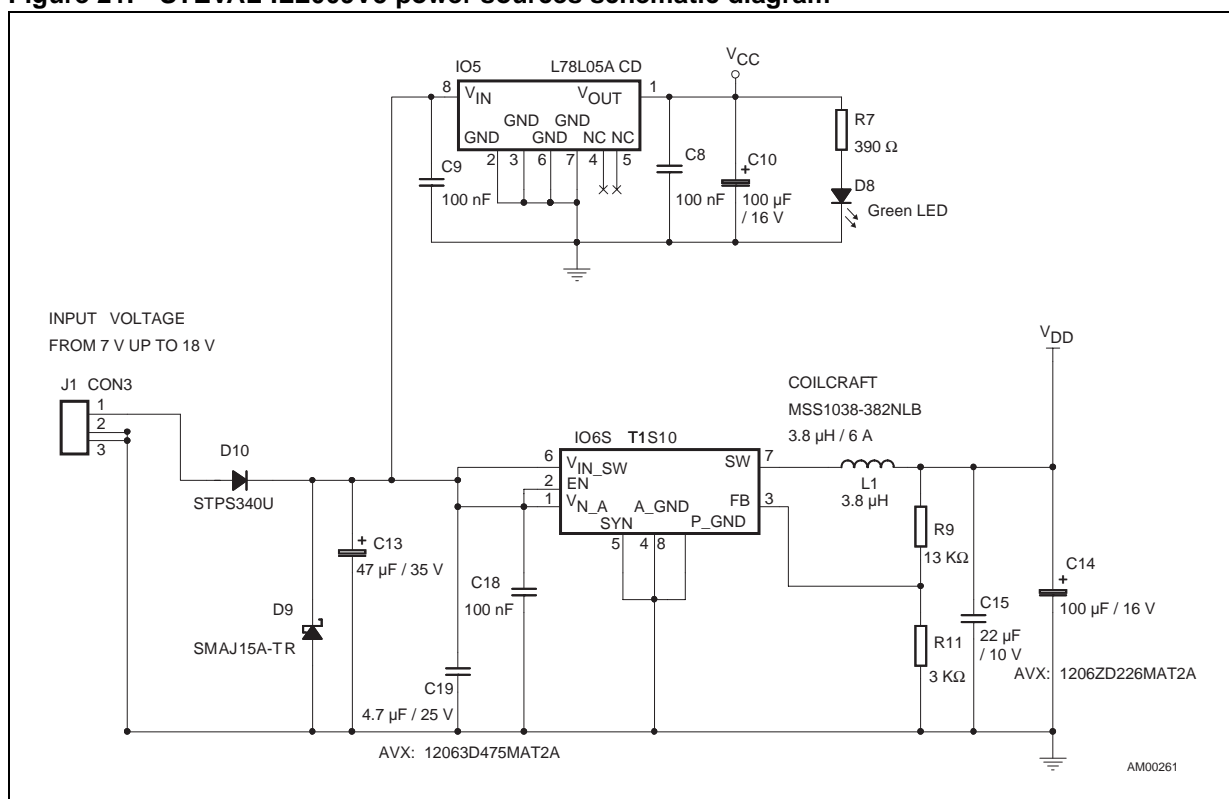 Figure 21. power sources schematic diagram
V_CC
IO5 L78L05A CD
8 V_IN V_OUT 1
GND GND
GND GND NC NC
2 3 6 7 4 5
R7
390 Ω
C9
100 nF
C8
100 nF
C10
+
100 µF
/ 16 V
D8
Green LED
INPUT VOLTAGE
FROM 7 V UP TO 18 V
J1 CON3
1
2
3
D10
STPS340U
V_DD
COILCRAFT
MSS1038-382NLB
3.8 µH / 6 A
IO6S T1S10
6 V_IN_SW SW 7
2 EN
1 V_N_A A_GND FB 3
SYN P_GND
5 4 8
L1
3.8 µH
R9
13 KΩ
+
C13
47 µF / 35 V
C18
100 nF
+
C14
100 µF / 16 V
D9
SMAJ15A-TR
C15
22 µF
/ 10 V
R11
3 KΩ
AVX: 1206ZD226MAT2A
C19
4.7 µF / 25 V
AVX: 12063D475MAT2A
AM00261